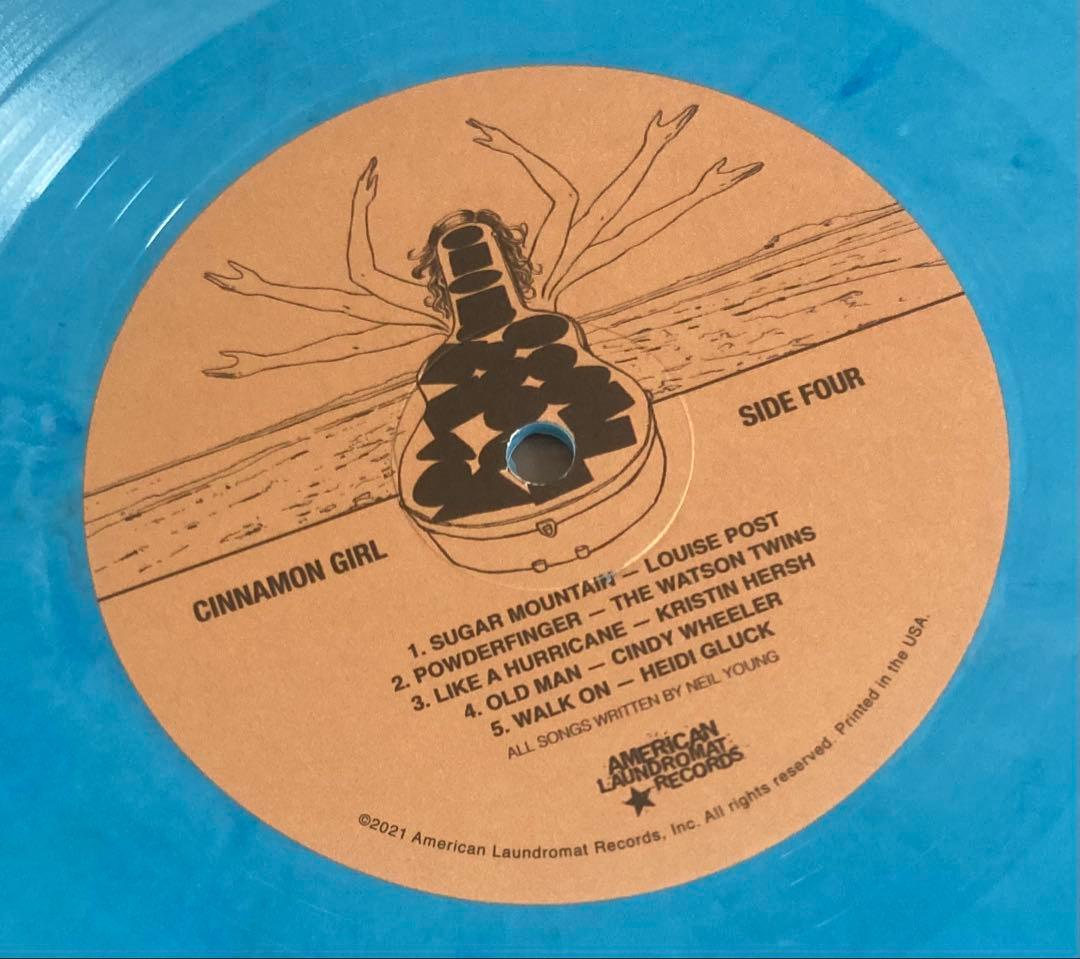 CINNAMON GIRL
SIDE FOUR
1. SUGAR MOUNTAIN — LOUISE POST
2. POWDERFINGER — THE WATSON TWINS
3. LIKE A HURRICANE — KRISTIN HERSH
4. OLD MAN — CINDY WHEELER
5. WALK ON — HEIDI GLUCK
ALL SONGS WRITTEN BY NEIL YOUNG
AMERICAN
LAUNDROMAT
RECORDS
©2021 American Laundromat Records, Inc. All rights reserved. Printed in the USA.